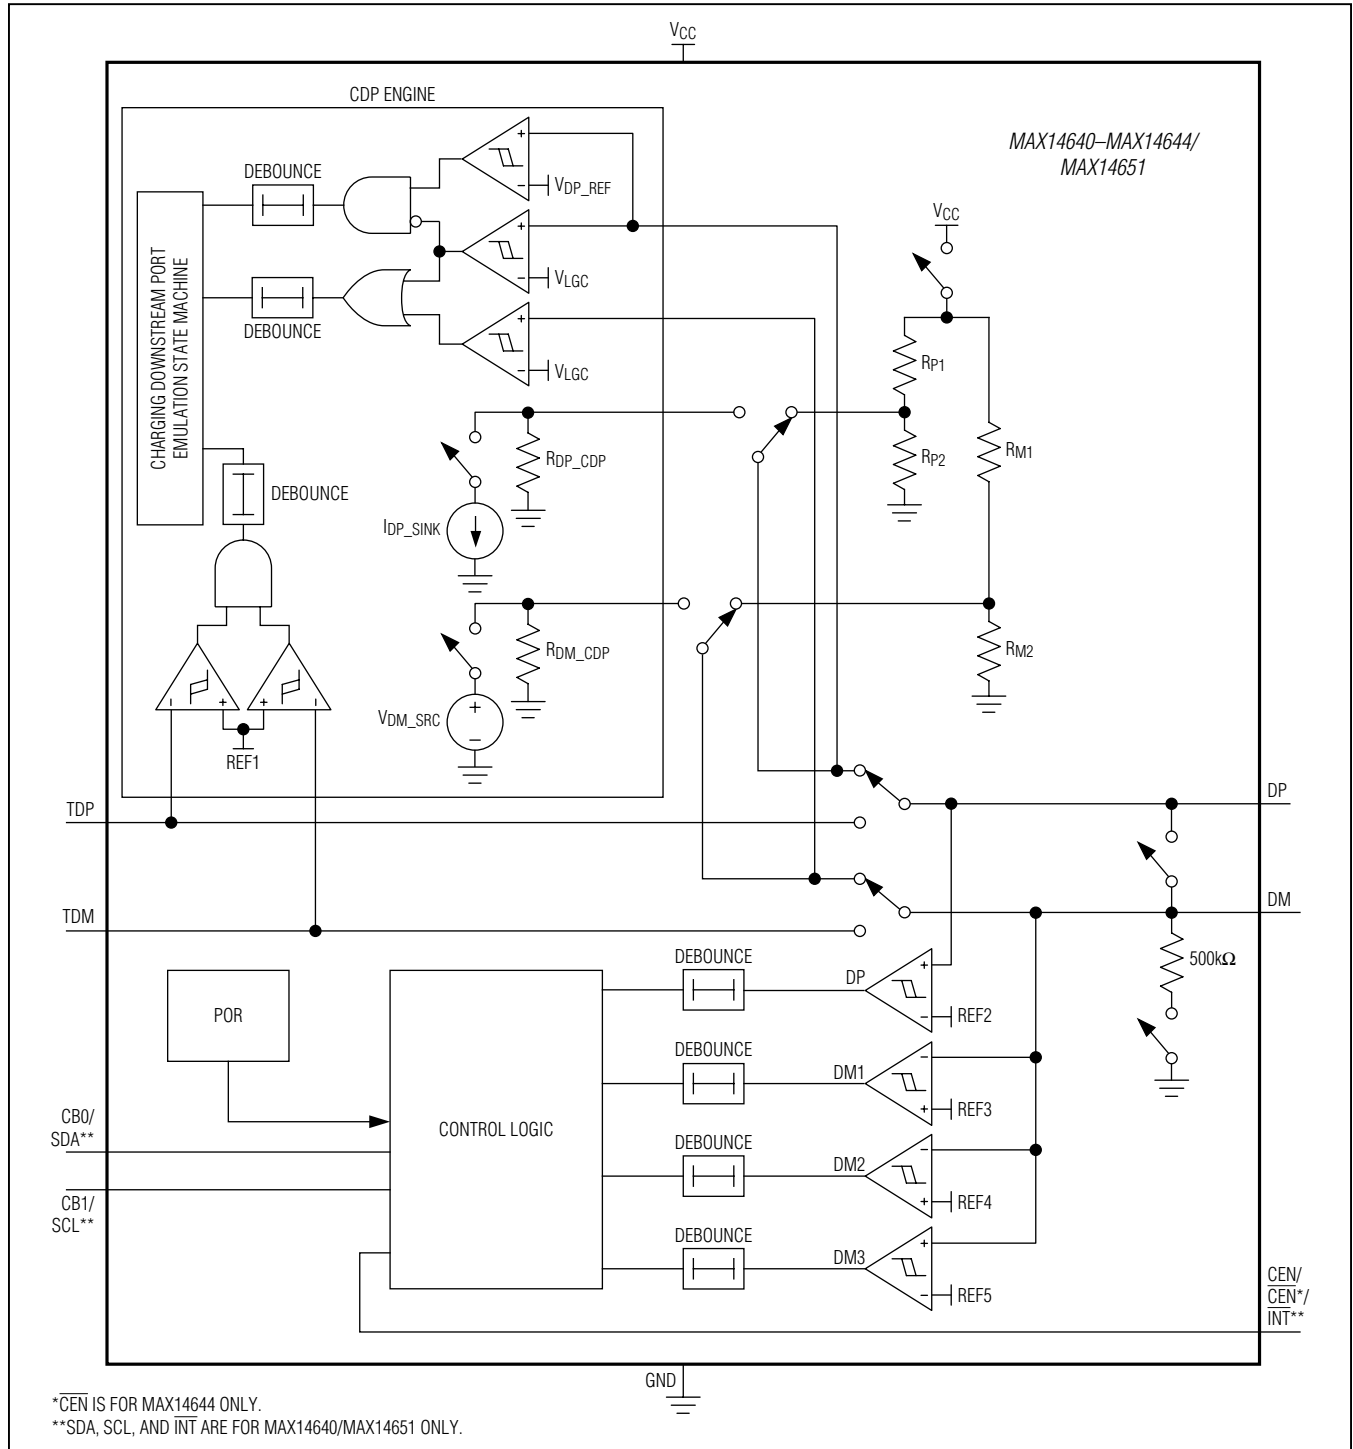 VCC
CDP ENGINE
MAX14640–MAX14644/
MAX14651
DEBOUNCE
+
–
VDP_REF
CHARGING DOWNSTREAM PORT
EMULATION STATE MACHINE
+
–
VLGC
DEBOUNCE
+
–
VLGC
VCC
RP1
RP2
RM1
RM2
DEBOUNCE
IDP_SINK
RDP_CDP
VDM_SRC
+
–
RDM_CDP
–
+
+
–
REF1
TDP
DP
TDM
DM
500kΩ
POR
CONTROL LOGIC
CB0/
SDA**
CB1/
SCL**
DEBOUNCE
DP
+
–
REF2
DEBOUNCE
DM1
–
+
REF3
DEBOUNCE
DM2
–
+
REF4
DEBOUNCE
DM3
+
–
REF5
CEN/
CEN*/
INT**
GND
*CEN IS FOR MAX14644 ONLY.
**SDA, SCL, AND INT ARE FOR MAX14640/MAX14651 ONLY.